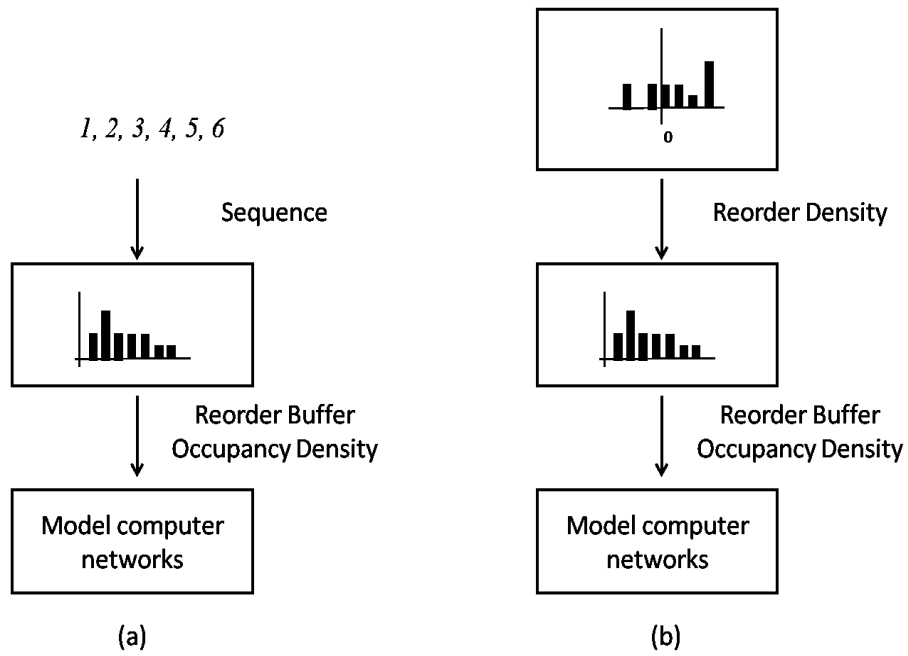 1, 2, 3, 4, 5, 6
Sequence
Reorder Buffer
Occupancy Density
Model computer
networks
(a)
0
Reorder Density
Reorder Buffer
Occupancy Density
Model computer
networks
(b)